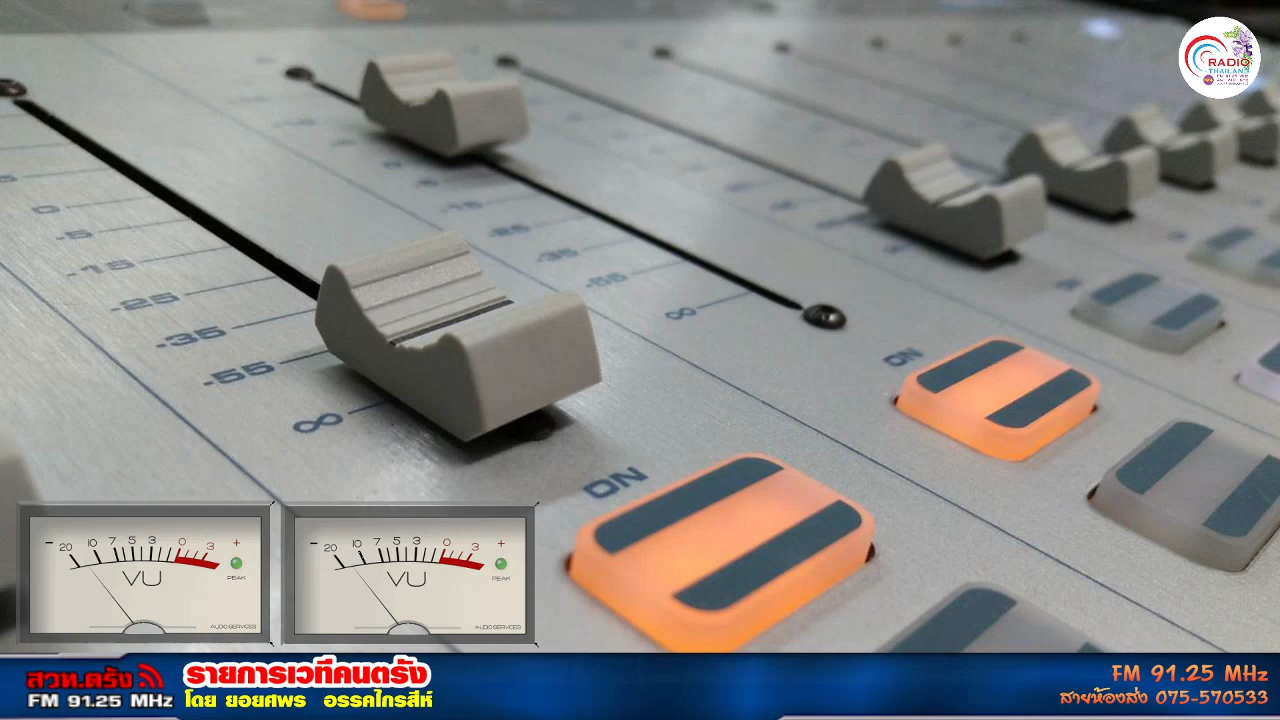 RADIO
THAILAND
0
-5
-15
-25
-35
-55
∞
-15
-25
-35
-55
∞
ON
ON
- 20 10 7 5 3 0 3 +
VU
PEAK
AUDIO SERVICES
- 20 10 7 5 3 0 3 +
VU
PEAK
AUDIO SERVICES
สวท.ตรัง
FM 91.25 MHz
รายการเวทีคนตรัง
โดย ยอยศพร อรรคไกรสีห์
FM 91.25 MHz
สายห้องส่ง 075-570533